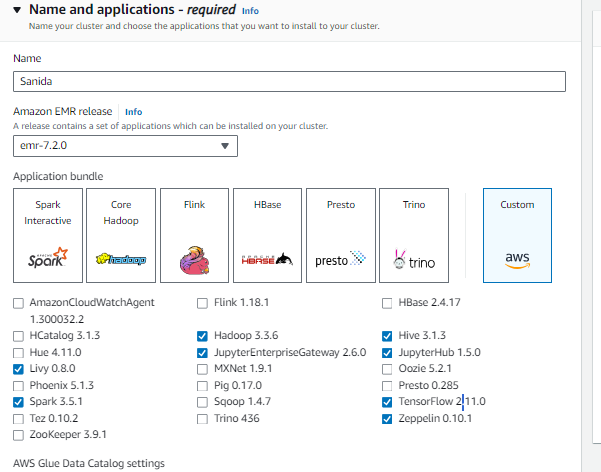 Name and applications - required Info
Name your cluster and choose the applications that you want to install to your cluster.
Name
Sanida
Amazon EMR release Info
A release contains a set of applications which can be installed on your cluster.
emr-7.2.0
Application bundle
Spark Interactive
APACHE Spark
Core Hadoop
hadoop
Flink
HBase
APACHE HBASE
Presto
presto
Trino
trino
Custom
aws
AmazonCloudWatchAgent 1.300032.2
Flink 1.18.1
HBase 2.4.17
HCatalog 3.1.3
Hadoop 3.3.6
Hive 3.1.3
Hue 4.11.0
JupyterEnterpriseGateway 2.6.0
JupyterHub 1.5.0
Livy 0.8.0
MXNet 1.9.1
Oozie 5.2.1
Phoenix 5.1.3
Pig 0.17.0
Presto 0.285
Spark 3.5.1
Sqoop 1.4.7
TensorFlow 2.11.0
Tez 0.10.2
Trino 436
Zeppelin 0.10.1
ZooKeeper 3.9.1
AWS Glue Data Catalog settings